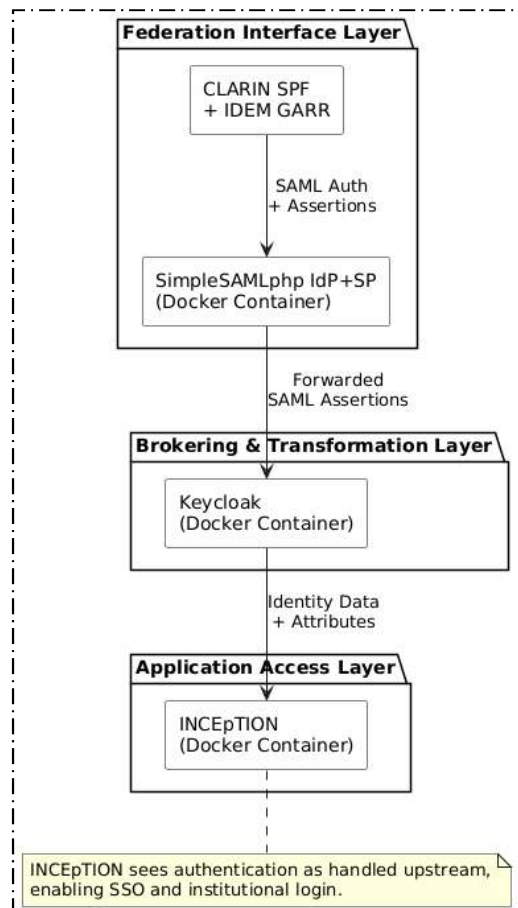 Federation Interface Layer
CLARIN SPF
+ IDEM GARR
SAML Auth
+ Assertions
SimpleSAMLphp IdP+SP
(Docker Container)
Forwarded
SAML Assertions
Brokering & Transformation Layer
Keycloak
(Docker Container)
Identity Data
+ Attributes
Application Access Layer
INCEpTION
(Docker Container)
INCEpTION sees authentication as handled upstream,
enabling SSO and institutional login.